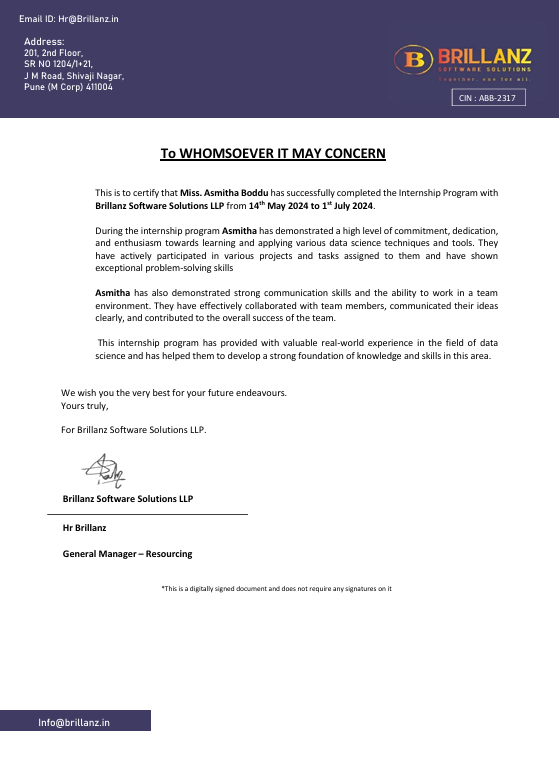 Email ID: Hr@Brillanz.in
Address:
201, 2nd Floor,
SR NO 1204/1+21,
J M Road, Shivaji Nagar,
Pune (M Corp) 411004
B BRILLANZ
SOFTWARE SOLUTIONS
Together, one for all.
CIN : ABB-2317
To WHOMSOEVER IT MAY CONCERN
This is to certify that Miss. Asmitha Boddu has successfully completed the Internship Program with
Brillanz Software Solutions LLP from 14th May 2024 to 1st July 2024.
During the internship program Asmitha has demonstrated a high level of commitment, dedication,
and enthusiasm towards learning and applying various data science techniques and tools. They
have actively participated in various projects and tasks assigned to them and have shown
exceptional problem-solving skills
Asmitha has also demonstrated strong communication skills and the ability to work in a team
environment. They have effectively collaborated with team members, communicated their ideas
clearly, and contributed to the overall success of the team.
This internship program has provided with valuable real-world experience in the field of data
science and has helped them to develop a strong foundation of knowledge and skills in this area.
We wish you the very best for your future endeavours.
Yours truly,
For Brillanz Software Solutions LLP.
Brillanz Software Solutions LLP
Hr Brillanz
General Manager – Resourcing
*This is a digitally signed document and does not require any signatures on it
Info@brillanz.in